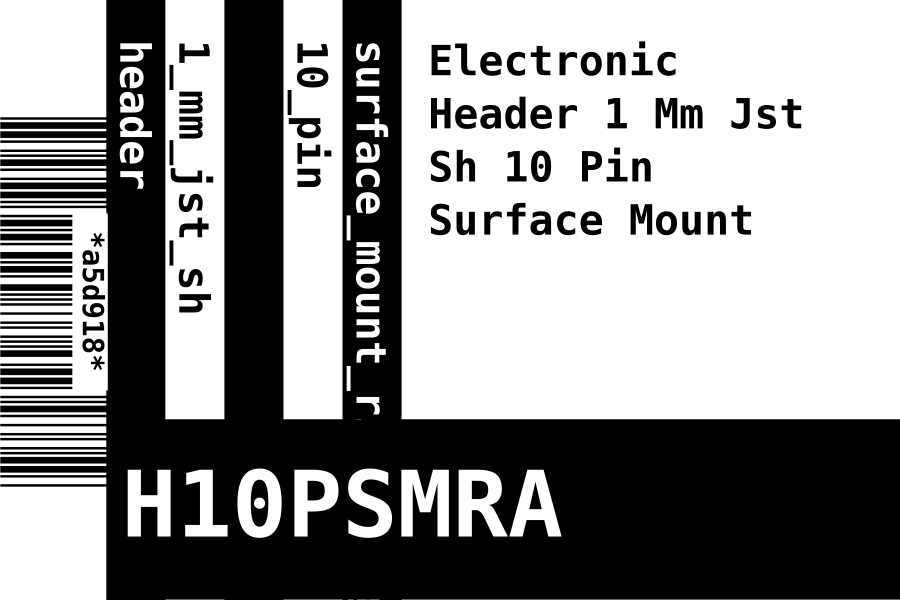 *a5d918*
header
1_mm_jst_sh
10_pin
surface_mount_r
Electronic
Header 1 Mm Jst
Sh 10 Pin
Surface Mount
H10PSMRA